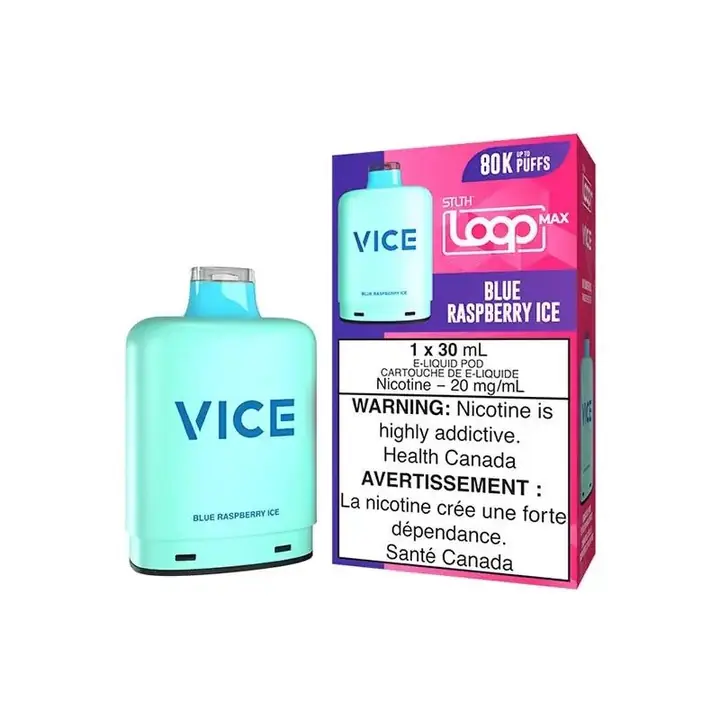 VICE
BLUE RASPBERRY ICE
80K UP TO PUFFS
STLTH
Loop MAX
VICE
BLUE RASPBERRY ICE
VICE
BLUE
RASPBERRY ICE
1 x 30 mL
E-LIQUID POD
CARTOUCHE DE E-LIQUIDE
Nicotine – 20 mg/mL
WARNING: Nicotine is
highly addictive.
Health Canada
AVERTISSEMENT :
La nicotine crée une forte
dépendance.
Santé Canada